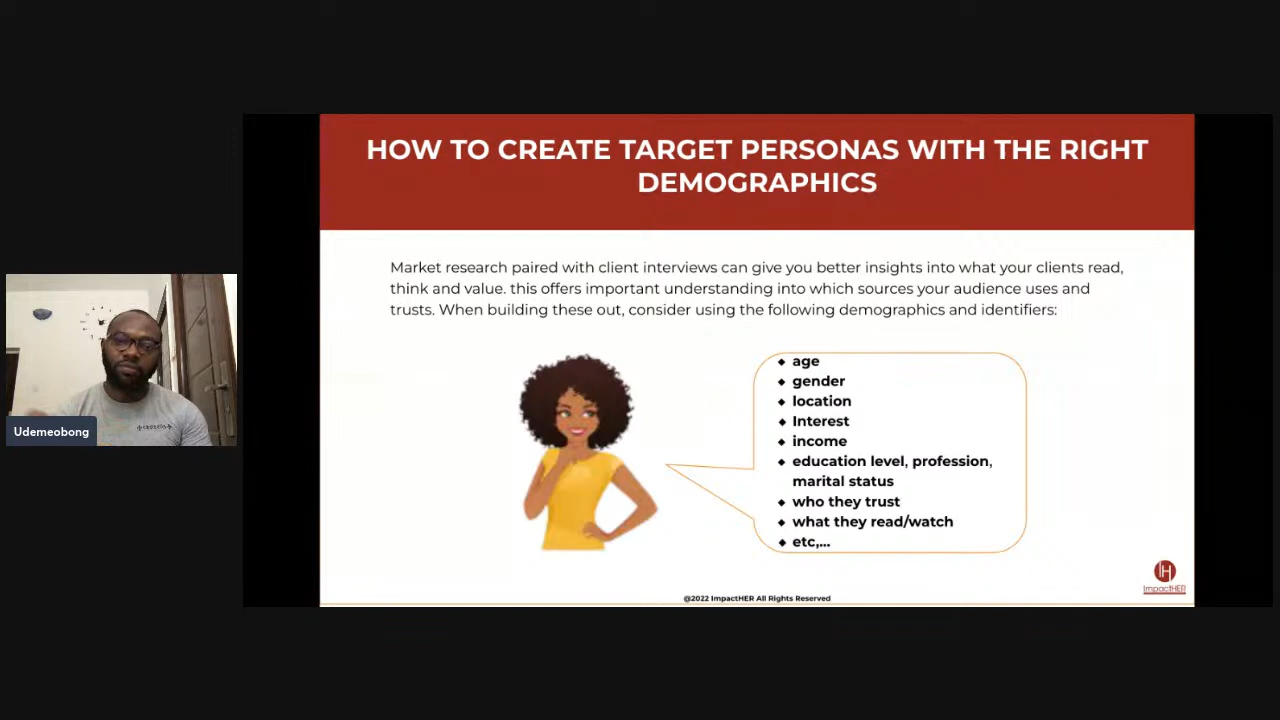 HOW TO CREATE TARGET PERSONAS WITH THE RIGHT
DEMOGRAPHICS
Market research paired with client interviews can give you better insights into what your clients read,
think and value. this offers important understanding into which sources your audience uses and
trusts. When building these out, consider using the following demographics and identifiers:
age
gender
location
Interest
income
education level, profession,
marital status
who they trust
what they read/watch
etc,...
Udemeobong
IH
ImpactHER
@2022 ImpactHER All Rights Reserved